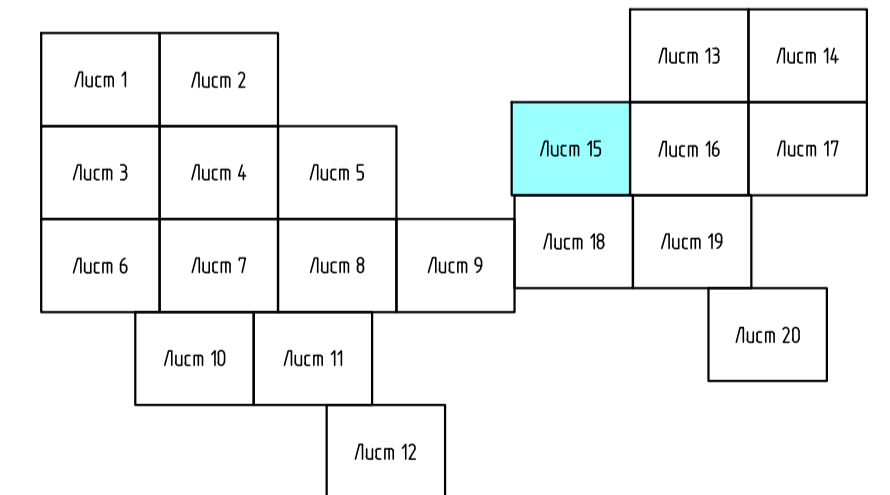 Лист 1
Лист 2
Лист 3
Лист 4
Лист 5
Лист 6
Лист 7
Лист 8
Лист 9
Лист 10
Лист 11
Лист 12
Лист 13
Лист 14
Лист 15
Лист 16
Лист 17
Лист 18
Лист 19
Лист 20